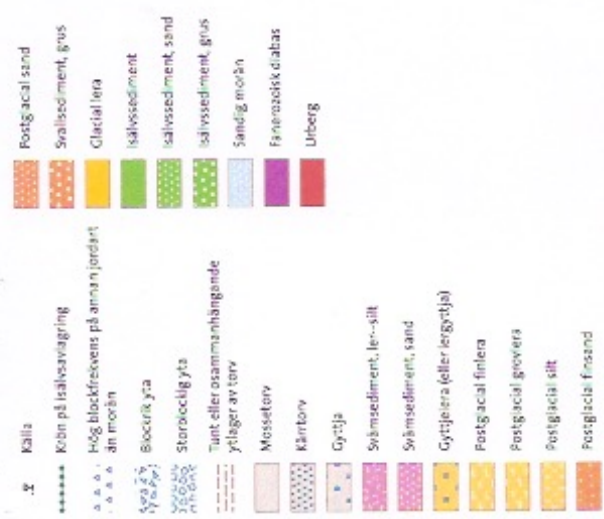 Källa
Krön på isälvsavlagring
Hög blockfrekvens på annan jordart
än morän
Blockrik yta
Storblockig yta
Tunt eller osammanhängande
ytlager av torv
Mossetorv
Kärrtorv
Gyttja
Svämsediment, ler--silt
Svämsediment, sand
Gyttjelera (eller lergyttja)
Postglacial finlera
Postglacial grovlera
Postglacial silt
Postglacial finsand
Postglacial sand
Svallsediment, grus
Glacial lera
Isälvssediment
Isälvssediment, sand
Isälvssediment, grus
Sandig morän
Fanerozoisk diabas
Urberg